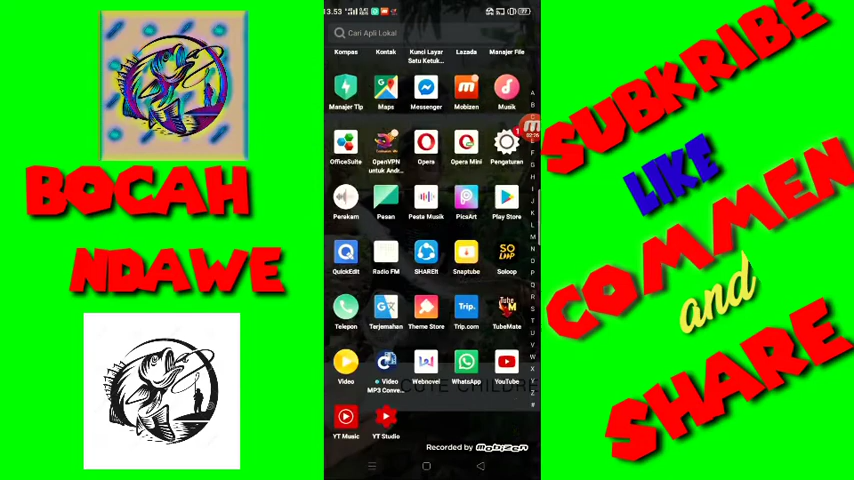 BOCAH
NDAWE
13.53
Cari Apli Lokal
Kompas Kontak Kunci Layar Satu Ketuk... Lazada Manajer File
Manajer Tlp Maps Messenger Mobizen Musik
OfficeSuite OpenVPN untuk Andr... Opera Opera Mini Pengaturan
Perekam Pesan Pesta Musik PicsArt Play Store
QuickEdit Radio FM SHAREit Snaptube Soloop
Telepon Terjemahan Theme Store Trip.com TubeMate
Video Video MP3 Conve... Webnovel WhatsApp YouTube
YT Music YT Studio
CUTE CHILDRE
Recorded by mobizen
SUBKRIBE
LIKE
COMMEN
and
SHARE